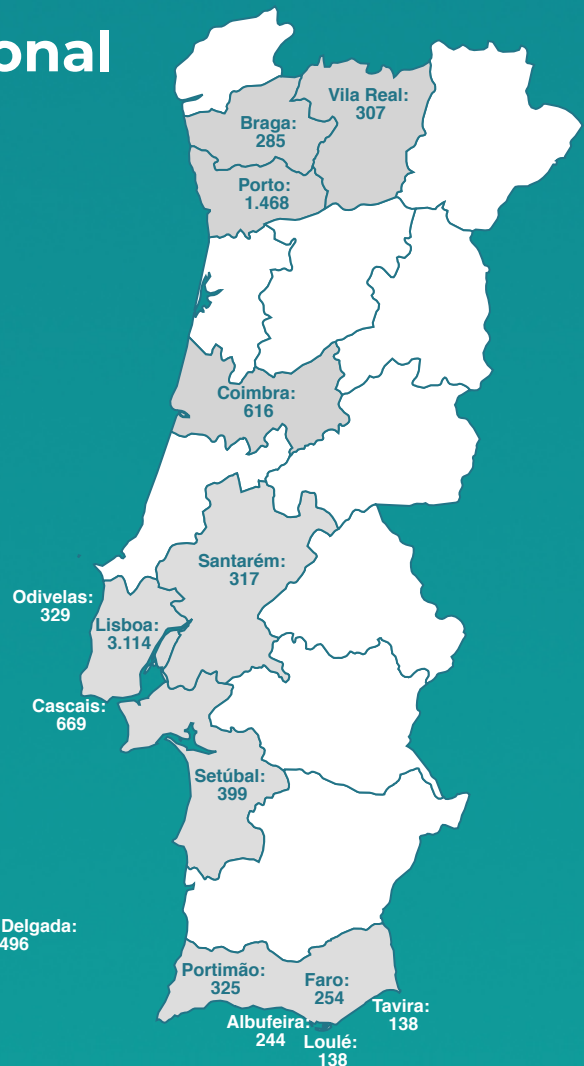 onal
Vila Real:
307
Braga:
285
Porto:
1.468
Coimbra:
616
Santarém:
317
Odivelas:
329
Lisboa:
3.114
Cascais:
669
Setúbal:
399
Delgada:
496
Portimão:
325
Faro:
254
Tavira:
138
Albufeira:
244
Loulé:
138